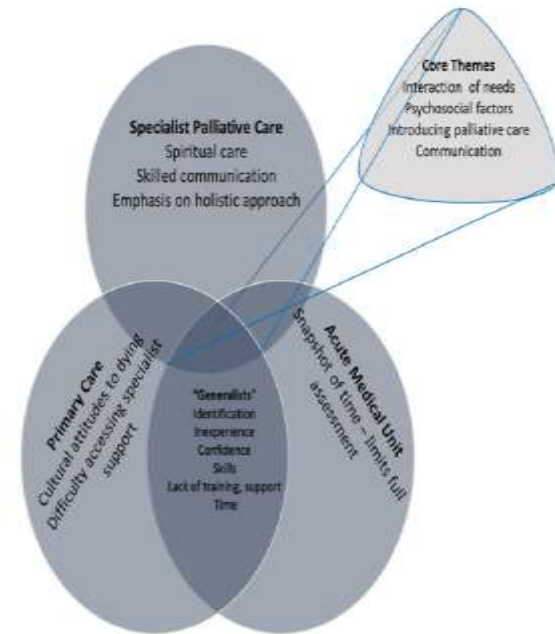 Core Themes
Interaction of needs
Psychosocial factors
Introducing palliative care
Communication
Specialist Palliative Care
Spiritual care
Skilled communication
Emphasis on holistic approach
Primary Care
Cultural attitudes to dying
Difficulty accessing specialist
support
"Generalists"
Identification
Inexperience
Confidence
Skills
Lack of training, support
Time
Acute Medical Unit
Snapshot of time – limits full
assessment